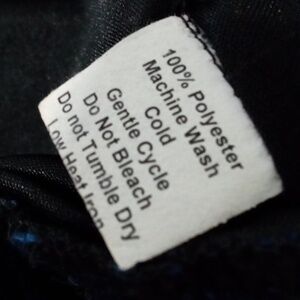 100% Polyester
Machine Wash
Cold
Gentle Cycle
Do Not Bleach
Do not Tumble Dry
Low Heat Iron